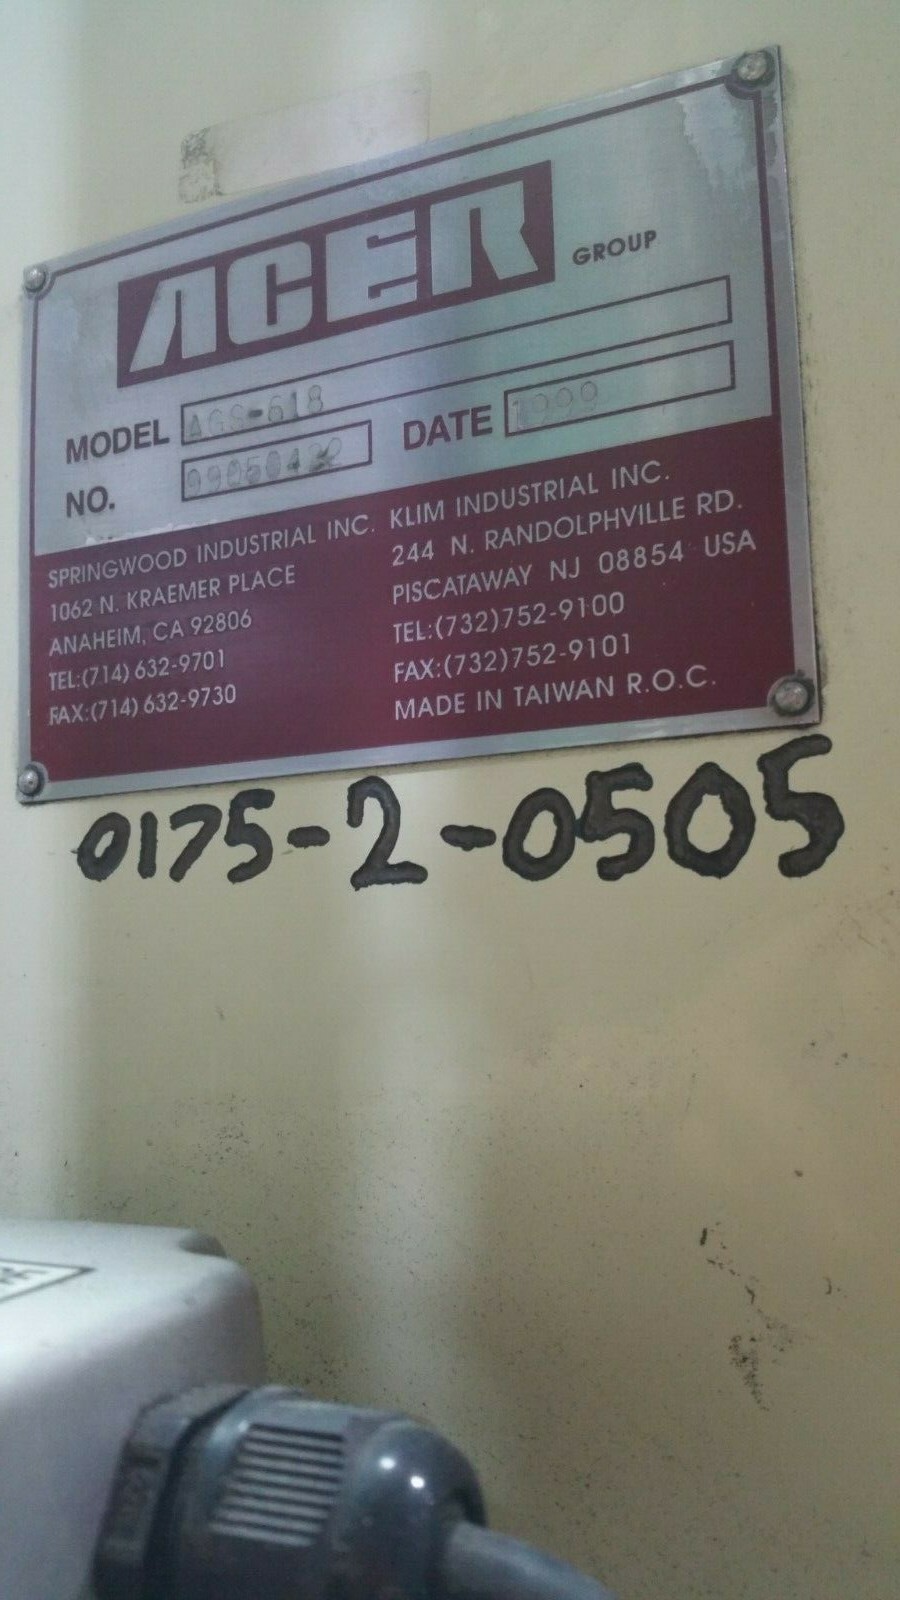 ACER GROUP
MODEL AGS-618
NO. DATE 1999
SPRINGWOOD INDUSTRIAL INC.
1062 N. KRAEMER PLACE
ANAHEIM, CA 92806
TEL:(714) 632-9701
FAX:(714) 632-9730
KLIM INDUSTRIAL INC.
244 N. RANDOLPHVILLE RD.
PISCATAWAY NJ 08854 USA
TEL:(732)752-9100
FAX:(732)752-9101
MADE IN TAIWAN R.O.C.
0175-2-0505